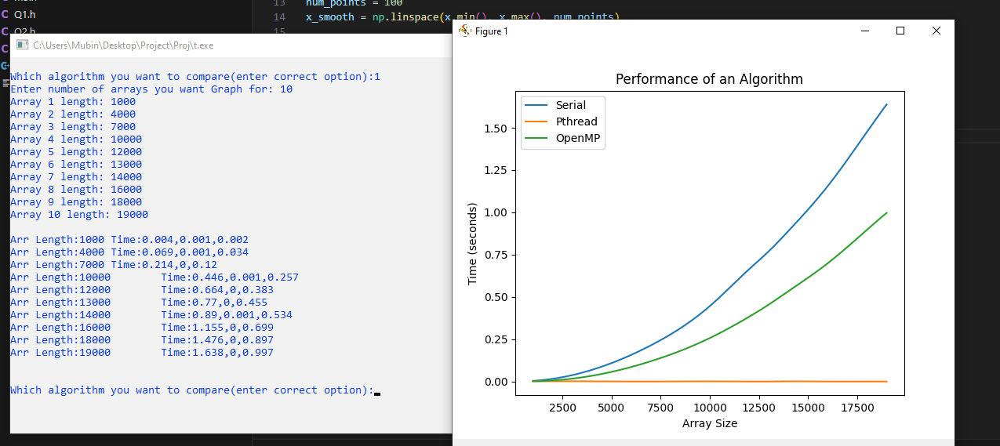 Q1.h
Q2.h
13 num_points = 100
14 x_smooth = np.linspace(x.min(), x.max(), num_points)
15
C:\Users\Mubin\Desktop\Project\Proj\t.exe
Which algorithm you want to compare(enter correct option):1
Enter number of arrays you want Graph for: 10
Array 1 length: 1000
Array 2 length: 4000
Array 3 length: 7000
Array 4 length: 10000
Array 5 length: 12000
Array 6 length: 13000
Array 7 length: 14000
Array 8 length: 16000
Array 9 length: 18000
Array 10 length: 19000
Arr Length:1000 Time:0.004,0.001,0.002
Arr Length:4000 Time:0.069,0.001,0.034
Arr Length:7000 Time:0.214,0,0.12
Arr Length:10000 Time:0.446,0.001,0.257
Arr Length:12000 Time:0.664,0,0.383
Arr Length:13000 Time:0.77,0,0.455
Arr Length:14000 Time:0.89,0.001,0.534
Arr Length:16000 Time:1.155,0,0.699
Arr Length:18000 Time:1.476,0,0.897
Arr Length:19000 Time:1.638,0,0.997
Which algorithm you want to compare(enter correct option):
Figure 1
Performance of an Algorithm
Serial
Pthread
OpenMP
Time (seconds)
1.50
1.25
1.00
0.75
0.50
0.25
0.00
2500 5000 7500 10000 12500 15000 17500
Array Size